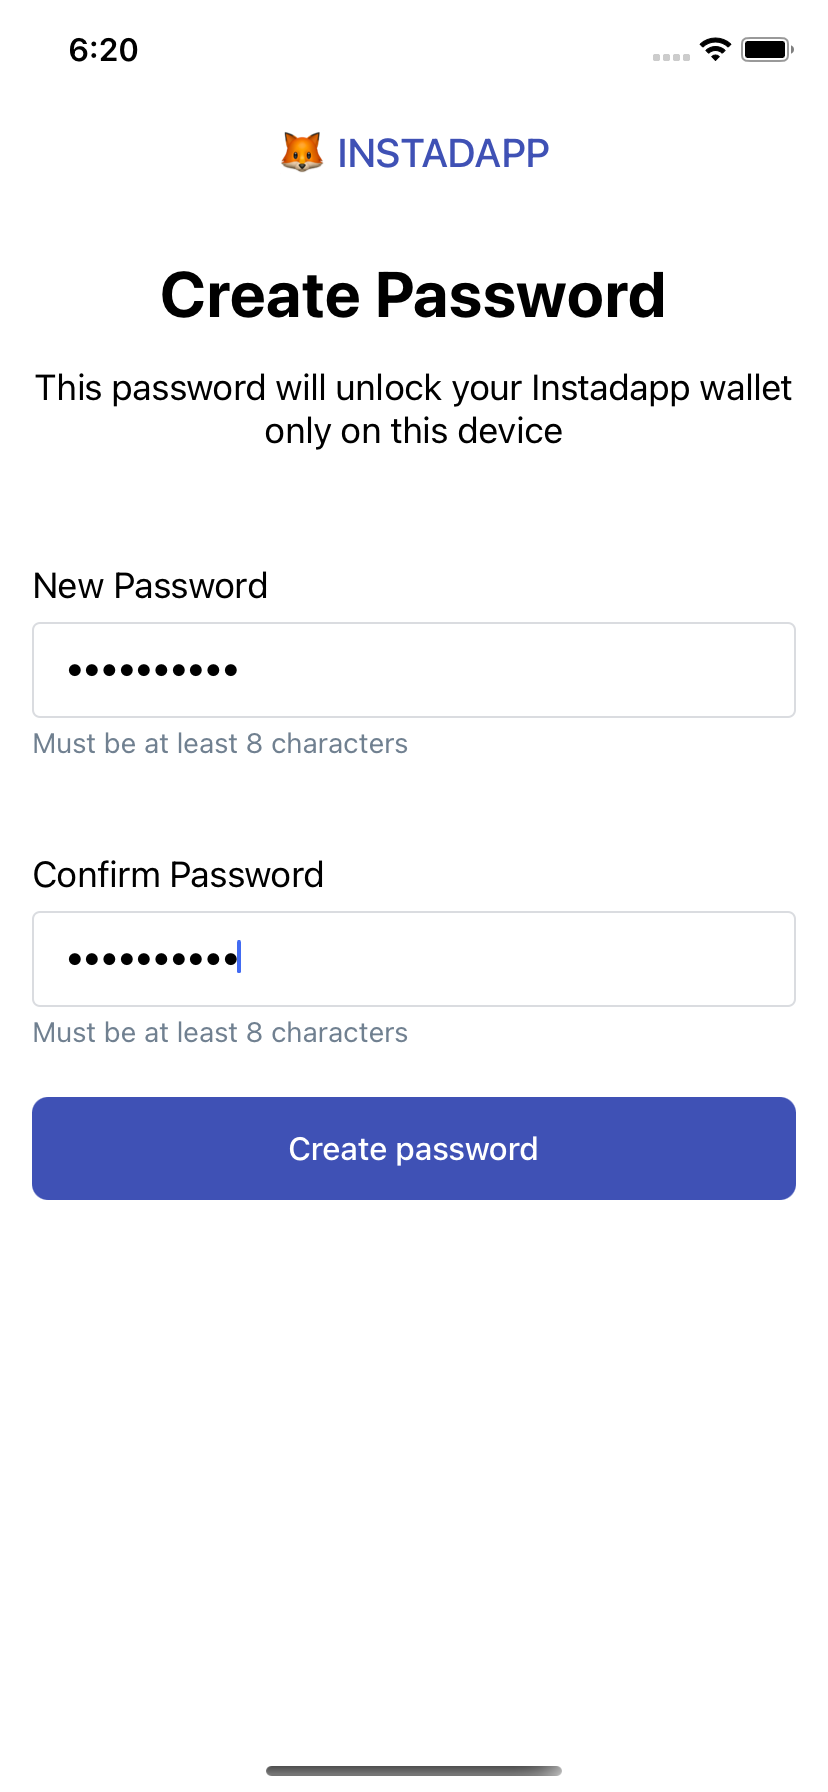 6:20
🦊 INSTADAPP
Create Password
This password will unlock your Instadapp wallet
only on this device
New Password
••••••••••
Must be at least 8 characters
Confirm Password
••••••••••
Must be at least 8 characters
Create password